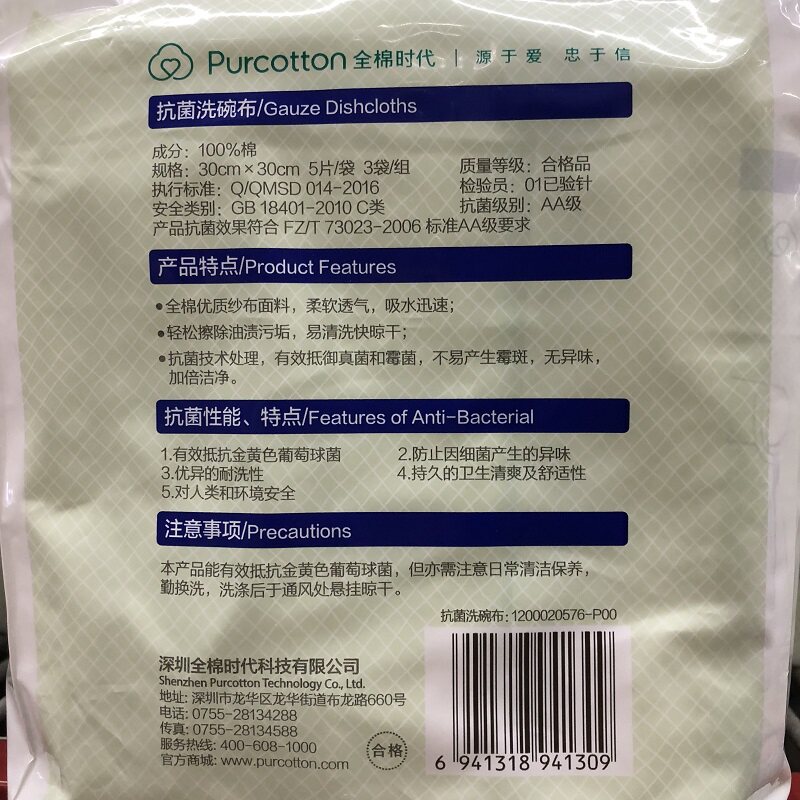 Purcotton 全棉时代 | 源于爱 忠于信
抗菌洗碗布/Gauze Dishcloths
成分：100%棉
规格：30cm×30cm 5片/袋 3袋/组 质量等级：合格品
执行标准：Q/QMSD 014-2016 检验员：01已验针
安全类别：GB 18401-2010 C类 抗菌级别：AA级
产品抗菌效果符合 FZ/T 73023-2006 标准AA级要求
产品特点/Product Features
●全棉优质纱布面料，柔软透气，吸水迅速；
●轻松擦除油渍污垢，易清洗快晾干；
●抗菌技术处理，有效抵御真菌和霉菌，不易产生霉斑，无异味，
加倍洁净。
抗菌性能、特点/Features of Anti-Bacterial
1.有效抵抗金黄色葡萄球菌 2.防止因细菌产生的异味
3.优异的耐洗性 4.持久的卫生清爽及舒适性
5.对人类和环境安全
注意事项/Precautions
本产品能有效抵抗金黄色葡萄球菌，但亦需注意日常清洁保养，
勤换洗，洗涤后于通风处悬挂晾干。
抗菌洗碗布：1200020576-P00
深圳全棉时代科技有限公司
Shenzhen Purcotton Technology Co., Ltd.
地址：深圳市龙华区龙华街道布龙路660号
电话：0755-28134288
传真：0755-28134588
服务热线：400-608-1000
官方商城：www.purcotton.com
合格
6 941318 941309